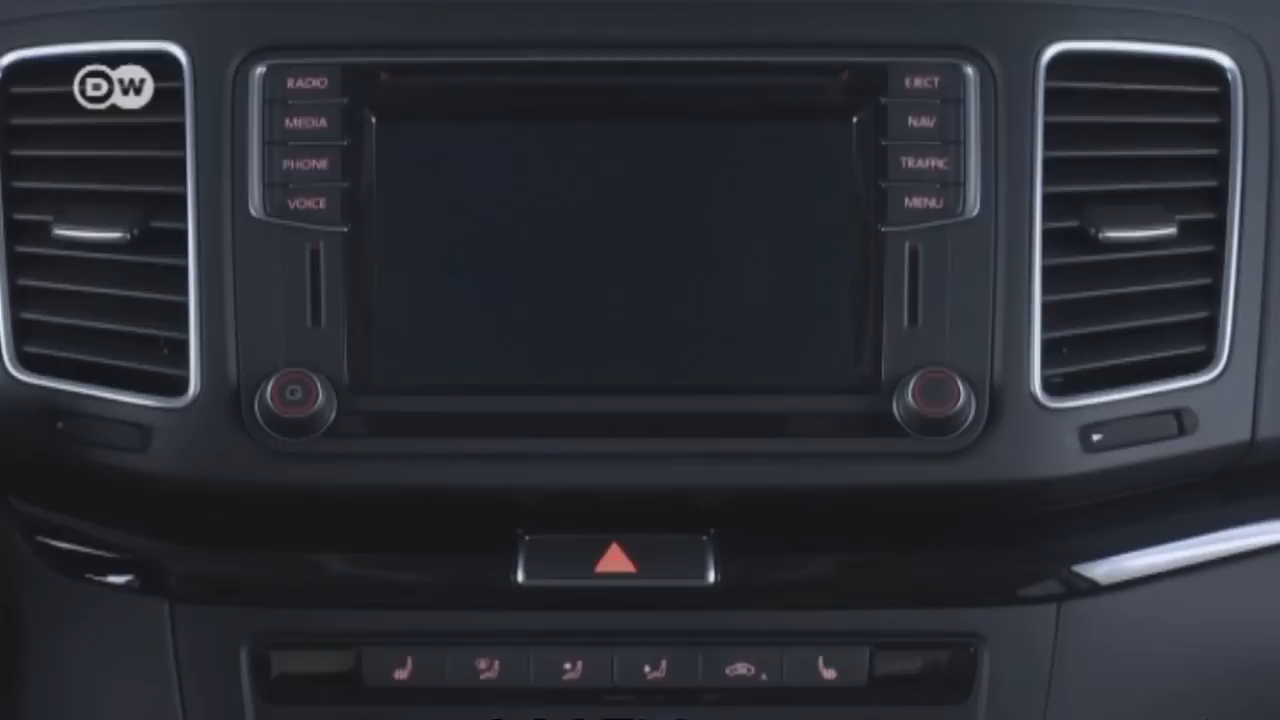 DW
RADIO
MEDIA
PHONE
VOICE
EJECT
NAV
TRAFFIC
MENU